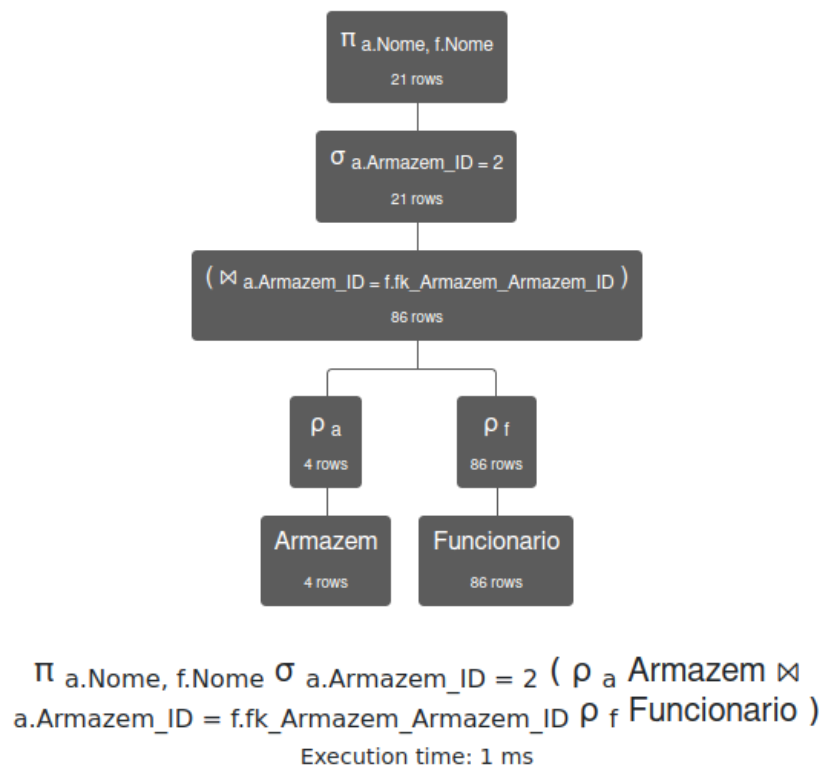 π a.Nome, f.Nome
21 rows
σ a.Armazem_ID = 2
21 rows
( ⋈ a.Armazem_ID = f.fk_Armazem_Armazem_ID )
86 rows
ρ a
4 rows
ρ f
86 rows
Armazem
4 rows
Funcionario
86 rows
π a.Nome, f.Nome σ a.Armazem_ID = 2 ( ρ a Armazem ⋈
a.Armazem_ID = f.fk_Armazem_Armazem_ID ρ f Funcionario )
Execution time: 1 ms